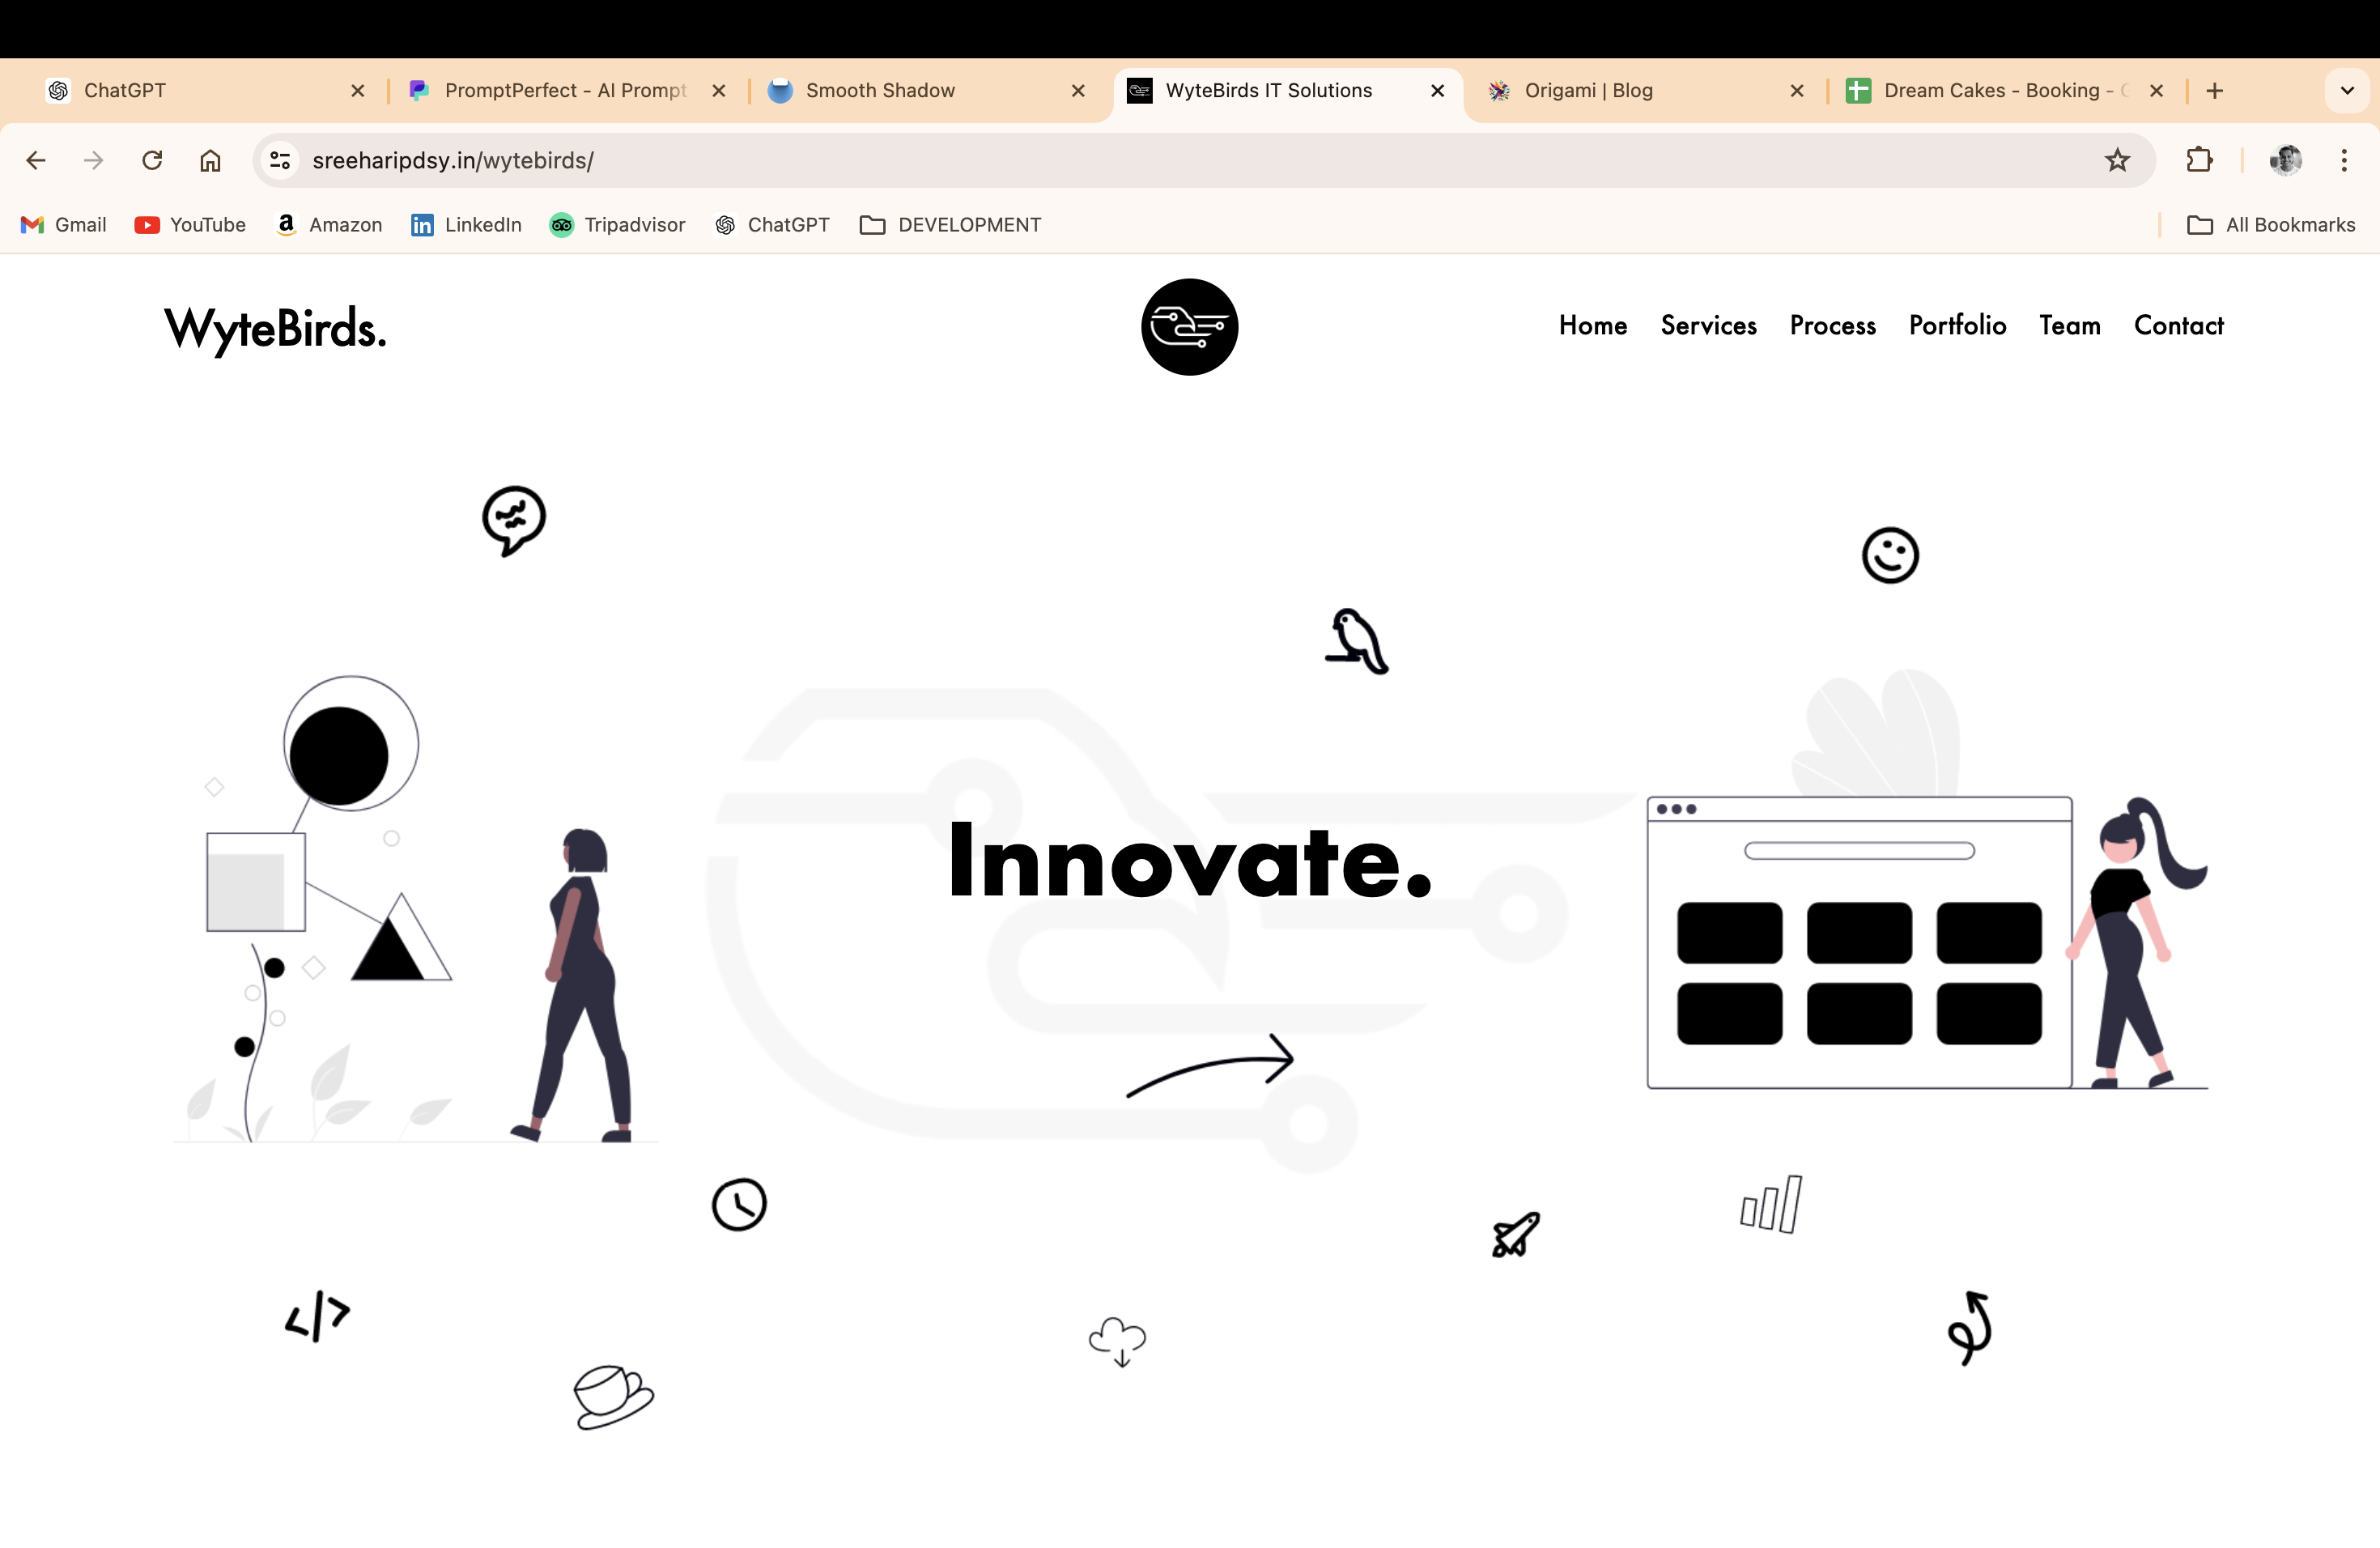 ChatGPT
PromptPerfect - AI Prompt
Smooth Shadow
WyteBirds IT Solutions
Origami | Blog
Dream Cakes - Booking -
sreeharipdsy.in/wytebirds/
Gmail
YouTube
Amazon
LinkedIn
Tripadvisor
ChatGPT
DEVELOPMENT
All Bookmarks
WyteBirds.
Home
Services
Process
Portfolio
Team
Contact
Innovate.